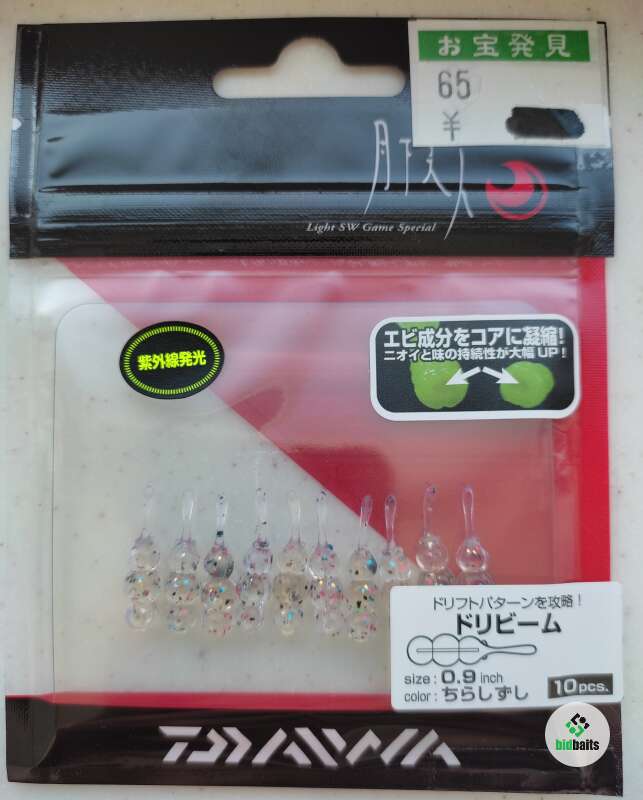 お宝発見
65
¥
月下美人
Light SW Game Special
紫外線発光
エビ成分をコアに凝縮!
ニオイと味の持続性が大幅UP!
ドリフトパターンを攻略!
ドリビーム
size : 0.9 inch
color : ちらしずし
10pcs.
DAIWA
bidbaits